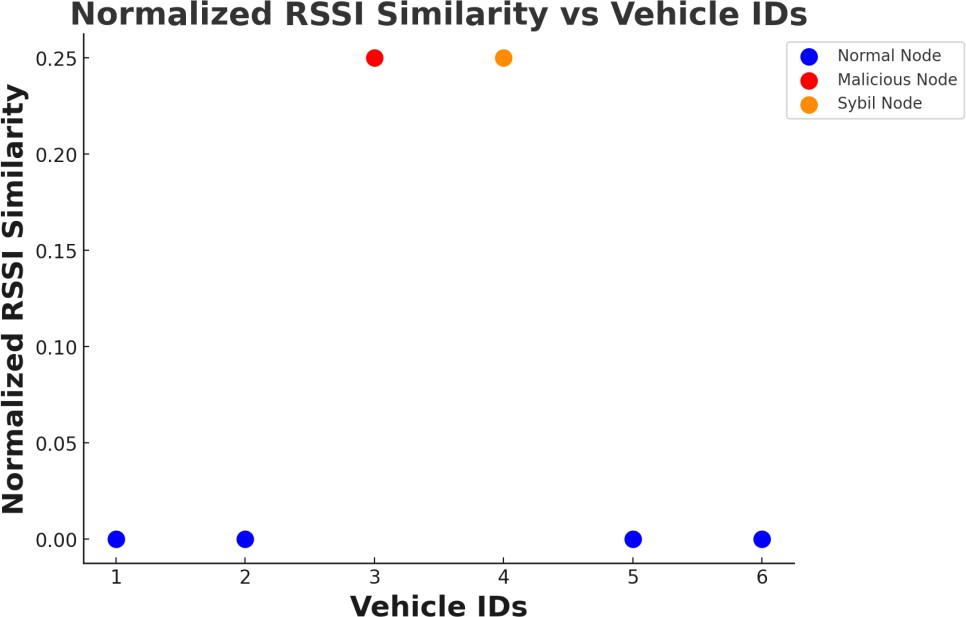 Normalized RSSI Similarity vs Vehicle IDs
Normal Node
Malicious Node
Sybil Node
Normalized RSSI Similarity
0.25
0.20
0.15
0.10
0.05
0.00
1 2 3 4 5 6
Vehicle IDs